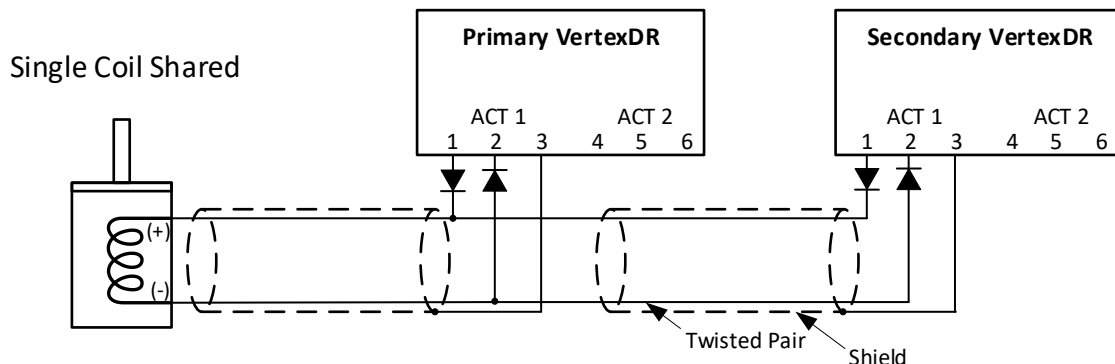 Single Coil Shared
Primary VertexDR
ACT 1 ACT 2
1 2 3 4 5 6
Secondary VertexDR
ACT 1 ACT 2
1 2 3 4 5 6
(+)
(-)
Twisted Pair
Shield